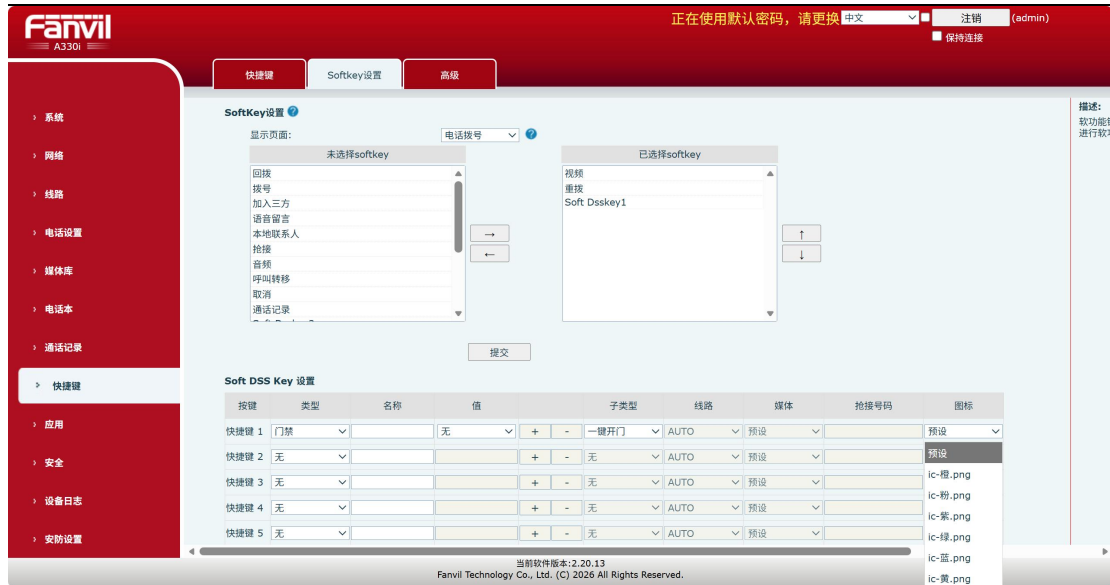 Fanvil
A330i
正在使用默认密码，请更换
中文
注销
(admin)
保持连接
快捷键
Softkey设置
高级
系统
网络
线路
电话设置
媒体库
电话本
通话记录
快捷键
应用
安全
设备日志
安防设置
SoftKey设置
显示页面:
电话拨号
未选择softkey
已选择softkey
回拨
拨号
加入三方
语音留言
本地联系人
抢接
音频
呼叫转移
取消
通话记录
→
←
视频
重拨
Soft Dsskey1
↑
↓
提交
描述:
Soft DSS Key 设置
按键 类型 名称 值 子类型 线路 媒体 抢接号码 图标
快捷键 1 门禁 无 + - 一键开门 AUTO 预设 预设
快捷键 2 无 + - 无 AUTO 预设
快捷键 3 无 + - 无 AUTO 预设
快捷键 4 无 + - 无 AUTO 预设
快捷键 5 无 + - 无 AUTO 预设
预设
ic-橙.png
ic-粉.png
ic-紫.png
ic-绿.png
ic-蓝.png
ic-黄.png
当前软件版本:2.20.13
Fanvil Technology Co., Ltd. (C) 2026 All Rights Reserved.